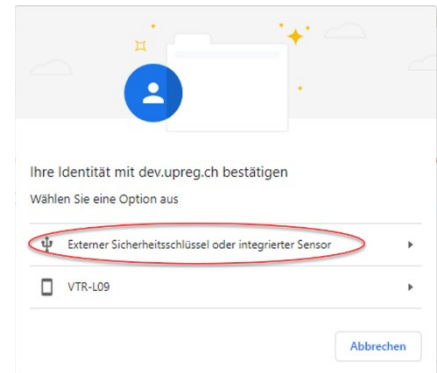 Ihre Identität mit dev.upreg.ch bestätigen
Wählen Sie eine Option aus
Externer Sicherheitsschlüssel oder integrierter Sensor
VTR-L09
Abbrechen